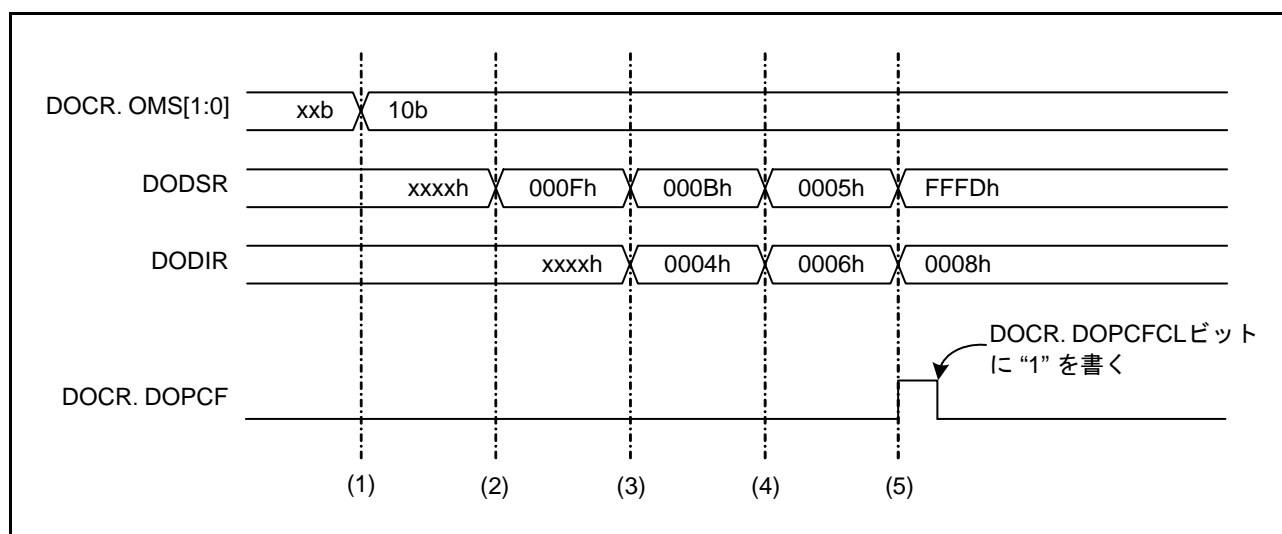 DOCR. OMS[1:0] xxb 10b
DODSR xxxxh 000Fh 000Bh 0005h FFFDh
DODIR xxxxh 0004h 0006h 0008h
DOCR. DOPCFCLビット
に “1” を書く
DOCR. DOPCF
(1) (2) (3) (4) (5)